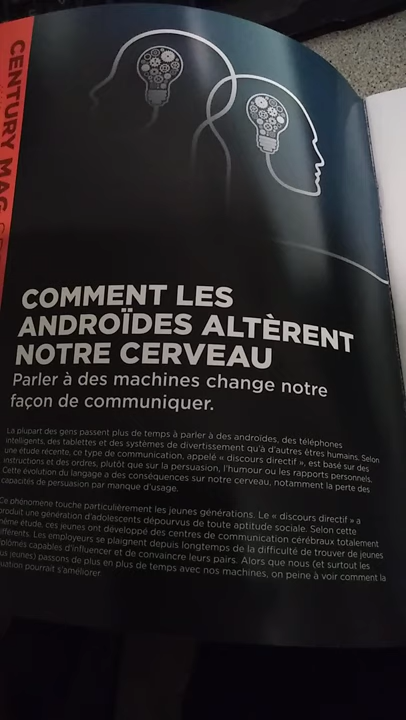 CENTURY MAG
COMMENT LES
ANDROÏDES ALTÈRENT
NOTRE CERVEAU
Parler à des machines change notre
façon de communiquer.
La plupart des gens passent plus de temps à parler à des androïdes, des téléphones
intelligents, des tablettes et des systèmes de divertissement qu'à d'autres êtres humains. Selon
une étude récente, ce type de communication, appelé « discours directif », est basé sur des
instructions et des ordres, plutôt que sur la persuasion, l'humour ou les rapports personnels.
Cette évolution du langage a des conséquences sur notre cerveau, notamment la perte des
capacités de persuasion par manque d'usage.
Ce phénomène touche particulièrement les jeunes générations. Le « discours directif » a
produit une génération d'adolescents dépourvus de toute aptitude sociale. Selon cette
même étude, ces jeunes ont développé des centres de communication cérébraux totalement
différents. Les employeurs se plaignent depuis longtemps de la difficulté de trouver de jeunes
diplômés capables d'influencer et de convaincre leurs pairs. Alors que nous (et surtout les
plus jeunes) passons de plus en plus de temps avec nos machines, on peine à voir comment la
situation pourrait s'améliorer.